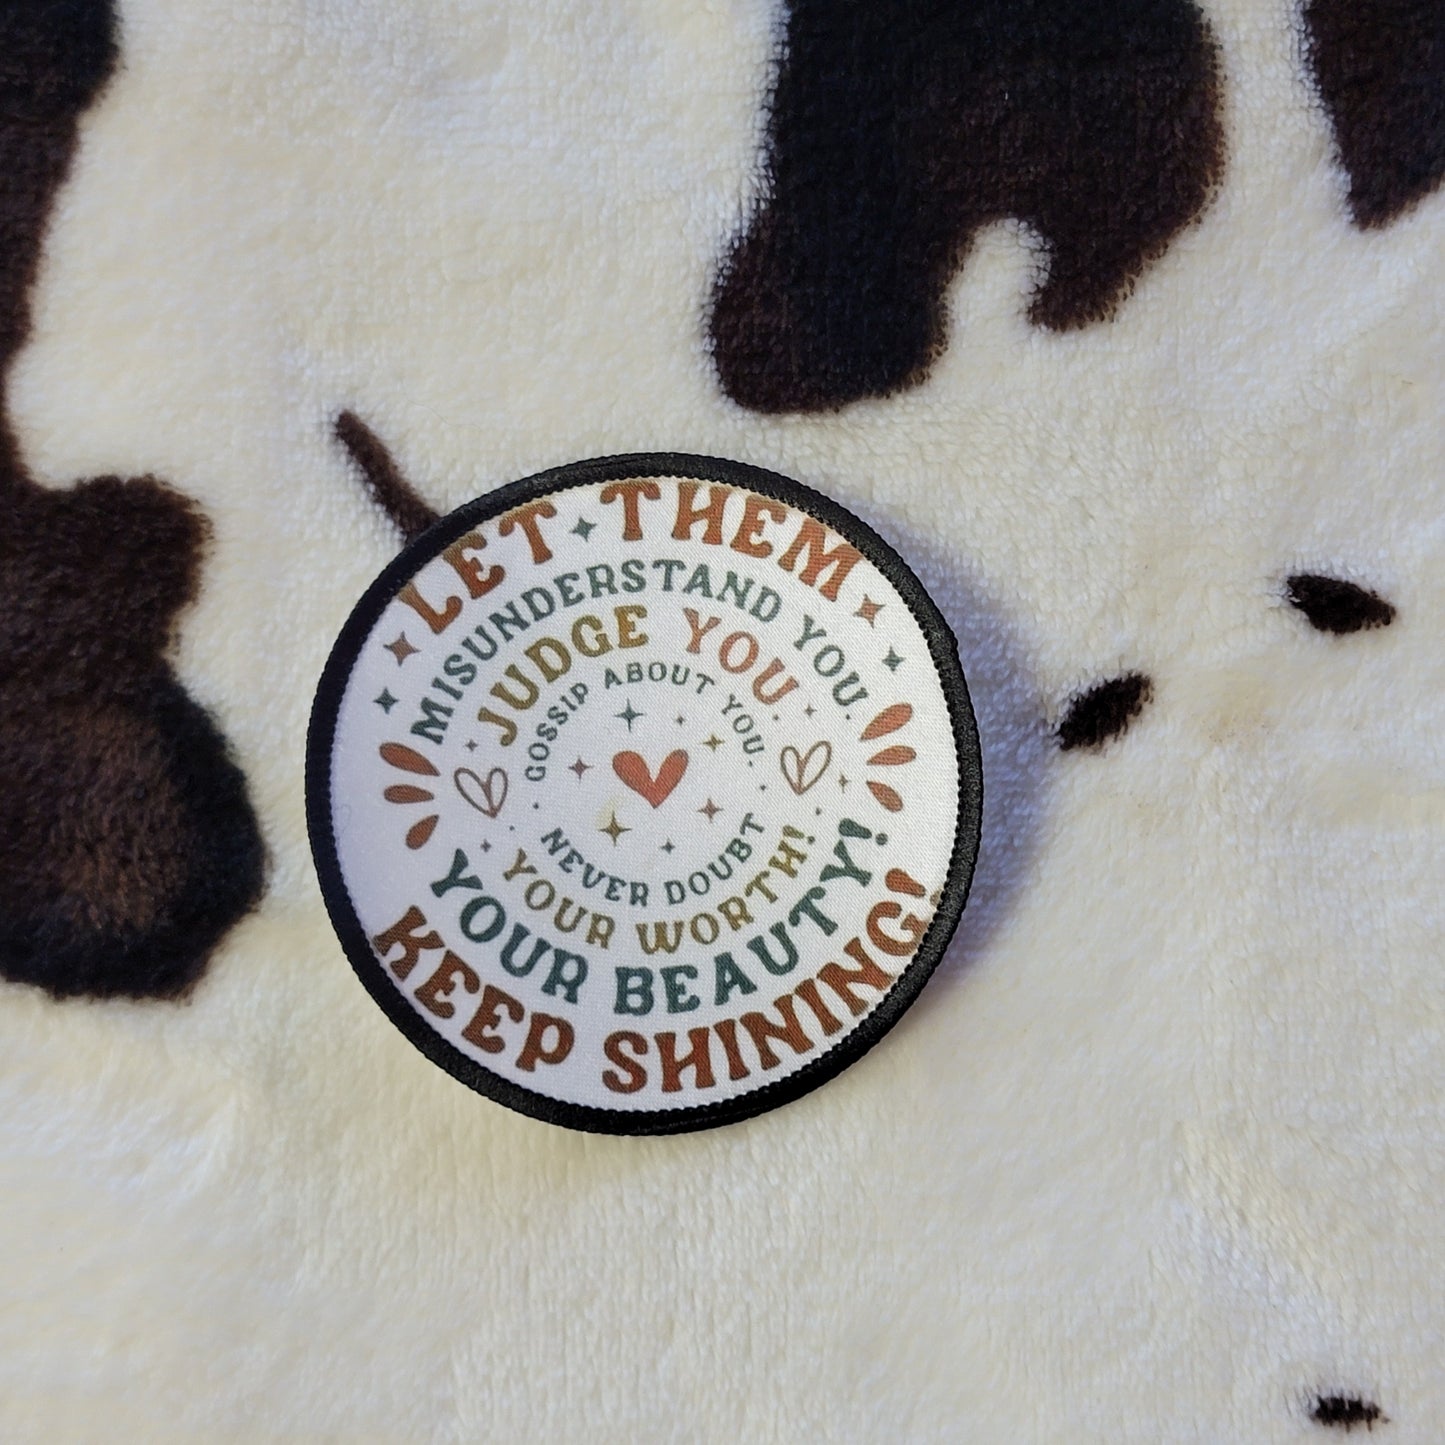 LET THEM
MISUNDERSTAND YOU.
JUDGE YOU.
GOSSIP ABOUT YOU.
NEVER DOUBT
YOUR WORTH!
YOUR BEAUTY!
KEEP SHINING!